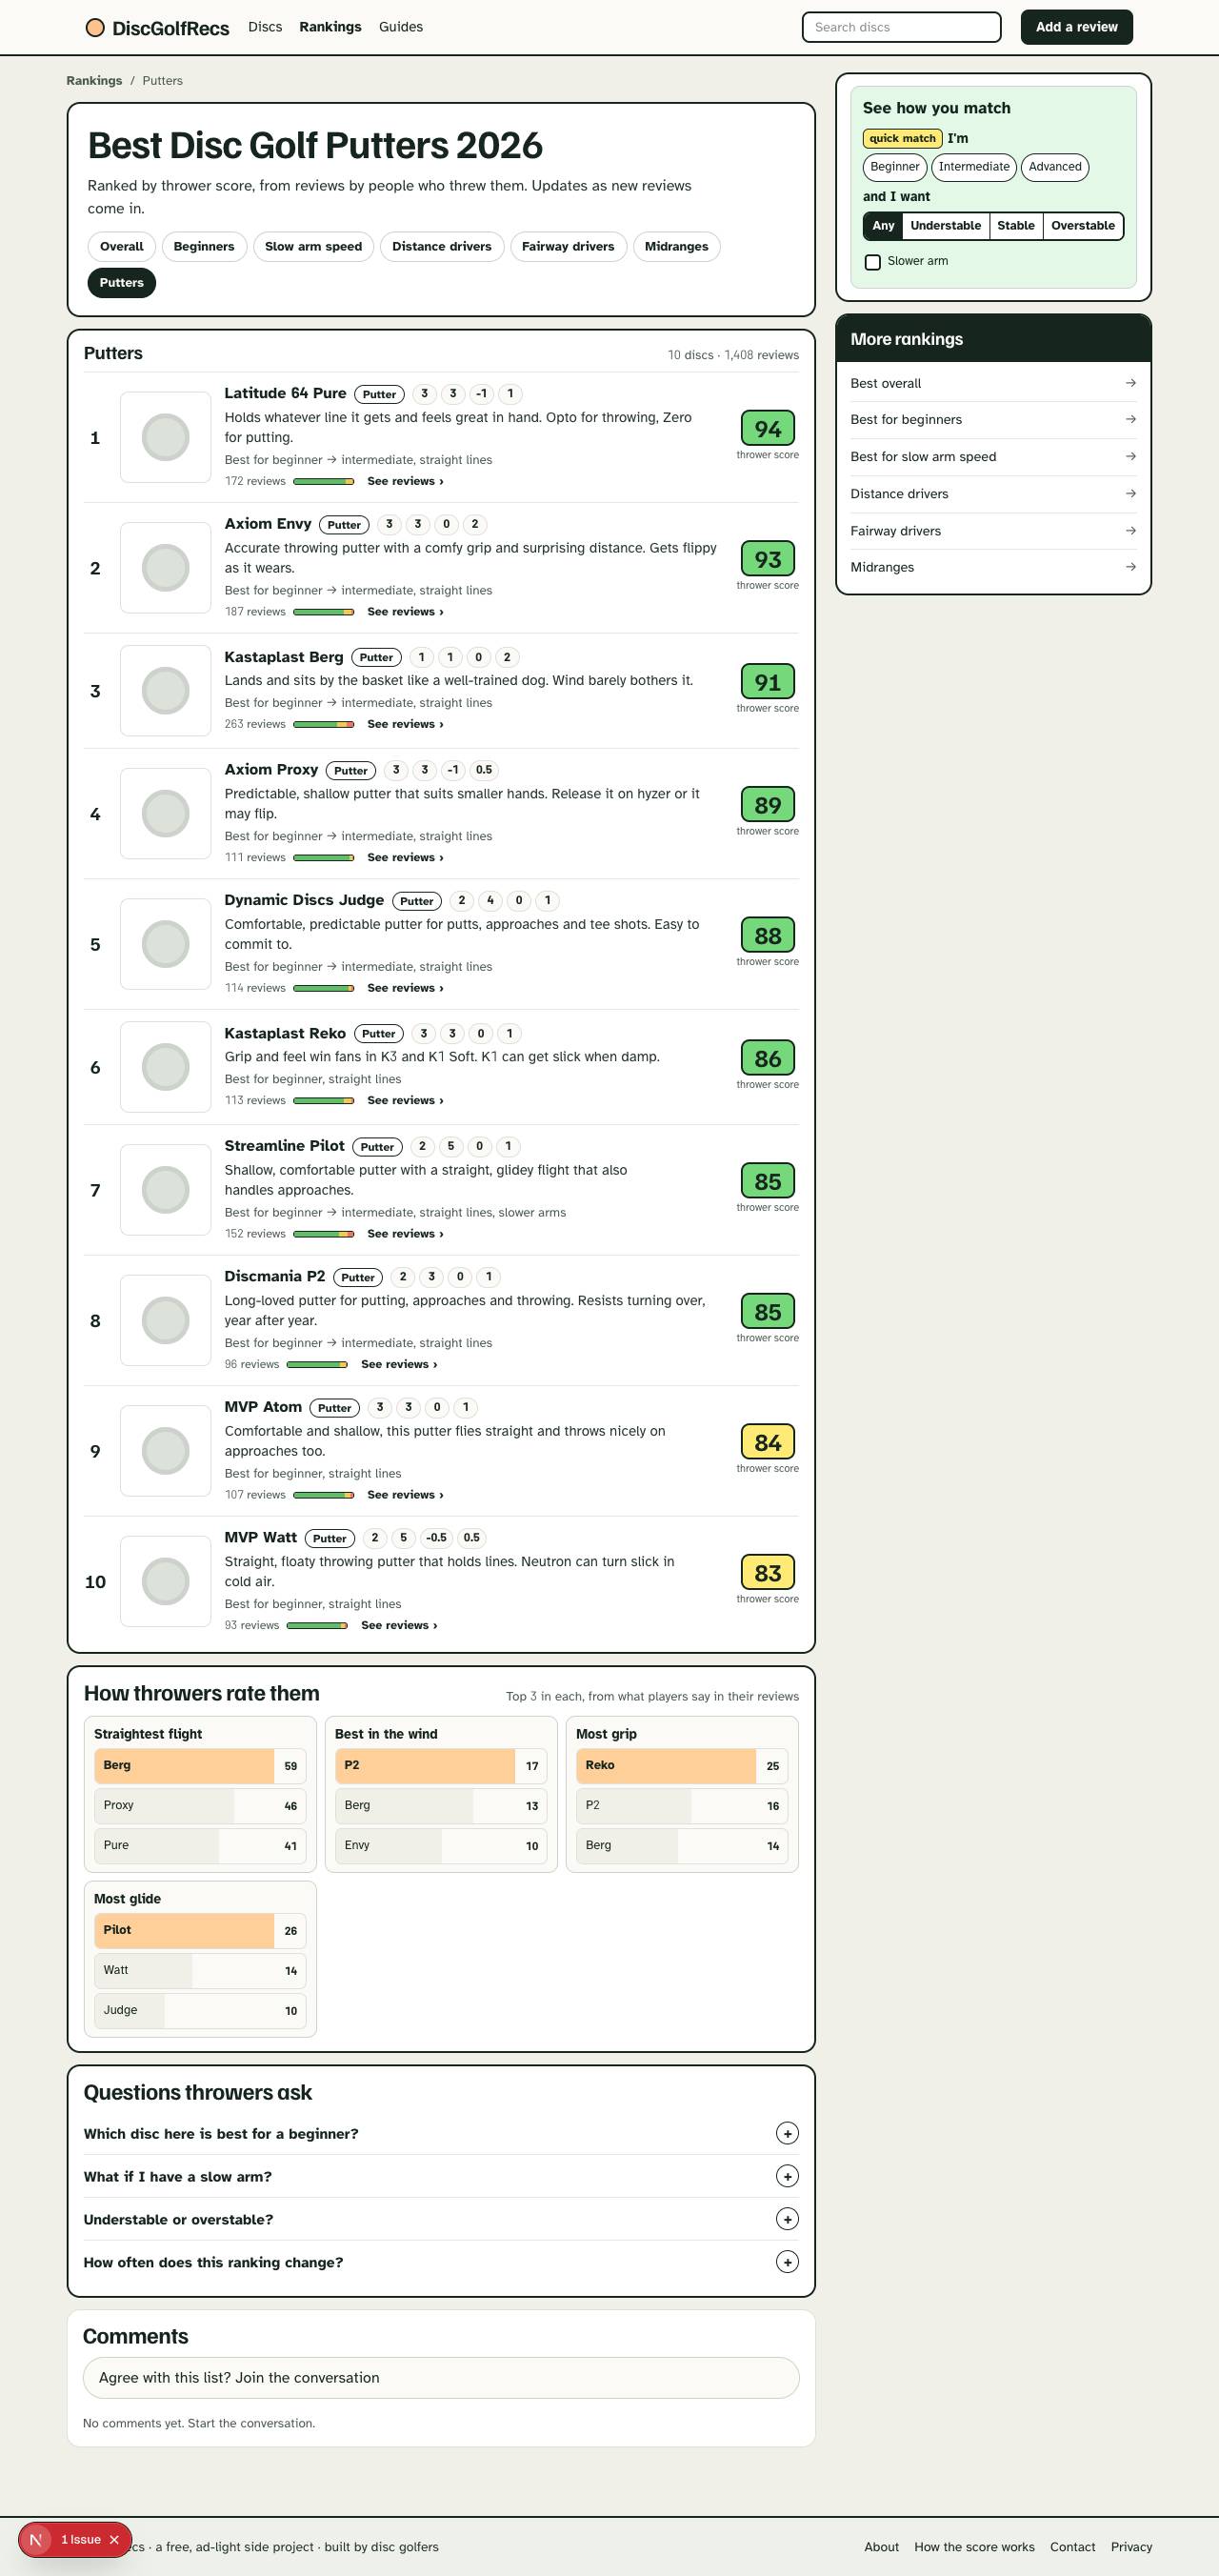 DiscGolfRecs
Discs
Rankings
Guides
Search discs
Add a review
Rankings / Putters
Best Disc Golf Putters 2026
Ranked by thrower score, from reviews by people who threw them. Updates as new reviews
come in.
Overall
Beginners
Slow arm speed
Distance drivers
Fairway drivers
Midranges
Putters
Putters
10 discs · 1,408 reviews
1
Latitude 64 Pure Putter 3 3 -1 1
Holds whatever line it gets and feels great in hand. Opto for throwing, Zero
for putting.
Best for beginner → intermediate, straight lines
172 reviews See reviews ›
94
thrower score
2
Axiom Envy Putter 3 3 0 2
Accurate throwing putter with a comfy grip and surprising distance. Gets flippy
as it wears.
Best for beginner → intermediate, straight lines
187 reviews See reviews ›
93
thrower score
3
Kastaplast Berg Putter 1 1 0 2
Lands and sits by the basket like a well-trained dog. Wind barely bothers it.
Best for beginner → intermediate, straight lines
263 reviews See reviews ›
91
thrower score
4
Axiom Proxy Putter 3 3 -1 0.5
Predictable, shallow putter that suits smaller hands. Release it on hyzer or it
may flip.
Best for beginner → intermediate, straight lines
111 reviews See reviews ›
89
thrower score
5
Dynamic Discs Judge Putter 2 4 0 1
Comfortable, predictable putter for putts, approaches and tee shots. Easy to
commit to.
Best for beginner → intermediate, straight lines
114 reviews See reviews ›
88
thrower score
6
Kastaplast Reko Putter 3 3 0 1
Grip and feel win fans in K3 and K1 Soft. K1 can get slick when damp.
Best for beginner, straight lines
113 reviews See reviews ›
86
thrower score
7
Streamline Pilot Putter 2 5 0 1
Shallow, comfortable putter with a straight, glidey flight that also
handles approaches.
Best for beginner → intermediate, straight lines, slower arms
152 reviews See reviews ›
85
thrower score
8
Discmania P2 Putter 2 3 0 1
Long-loved putter for putting, approaches and throwing. Resists turning over,
year after year.
Best for beginner → intermediate, straight lines
96 reviews See reviews ›
85
thrower score
9
MVP Atom Putter 3 3 0 1
Comfortable and shallow, this putter flies straight and throws nicely on
approaches too.
Best for beginner, straight lines
107 reviews See reviews ›
84
thrower score
10
MVP Watt Putter 2 5 -0.5 0.5
Straight, floaty throwing putter that holds lines. Neutron can turn slick in
cold air.
Best for beginner, straight lines
93 reviews See reviews ›
83
thrower score
How throwers rate them
Top 3 in each, from what players say in their reviews
Straightest flight
Berg 59
Proxy 46
Pure 41
Best in the wind
P2 17
Berg 13
Envy 10
Most grip
Reko 25
P2 16
Berg 14
Most glide
Pilot 26
Watt 14
Judge 10
Questions throwers ask
Which disc here is best for a beginner? +
What if I have a slow arm? +
Understable or overstable? +
How often does this ranking change? +
Comments
Agree with this list? Join the conversation
No comments yet. Start the conversation.
See how you match
quick match I'm
Beginner Intermediate Advanced
and I want
Any Understable Stable Overstable
Slower arm
More rankings
Best overall →
Best for beginners →
Best for slow arm speed →
Distance drivers →
Fairway drivers →
Midranges →
N 1 Issue ×
ecs · a free, ad-light side project · built by disc golfers
About
How the score works
Contact
Privacy